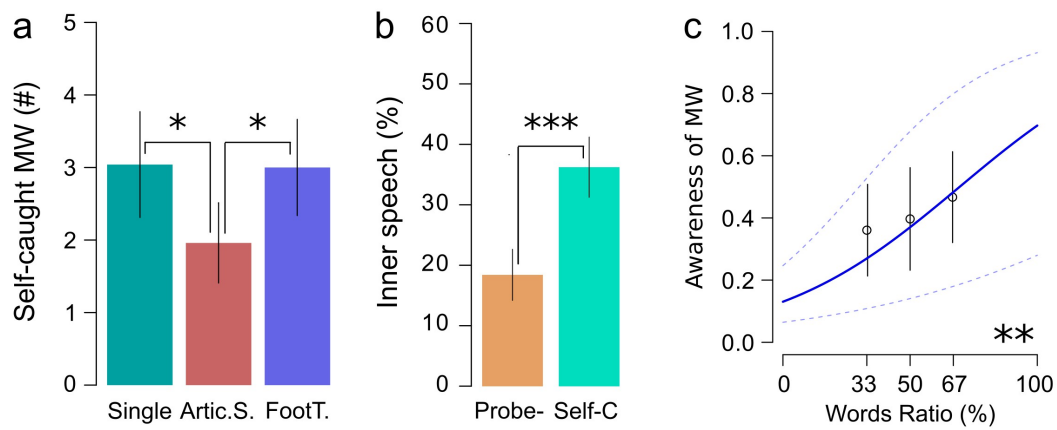 a
Self-caught MW (#)
5
4
3
2
1
0
* *
Single Artic.S. FootT.
b
Inner speech (%)
60
50
40
30
20
10
0
***
Probe- Self-C
c
Awareness of MW
1.0
0.8
0.6
0.4
0.2
0.0
**
0 33 50 67 100
Words Ratio (%)